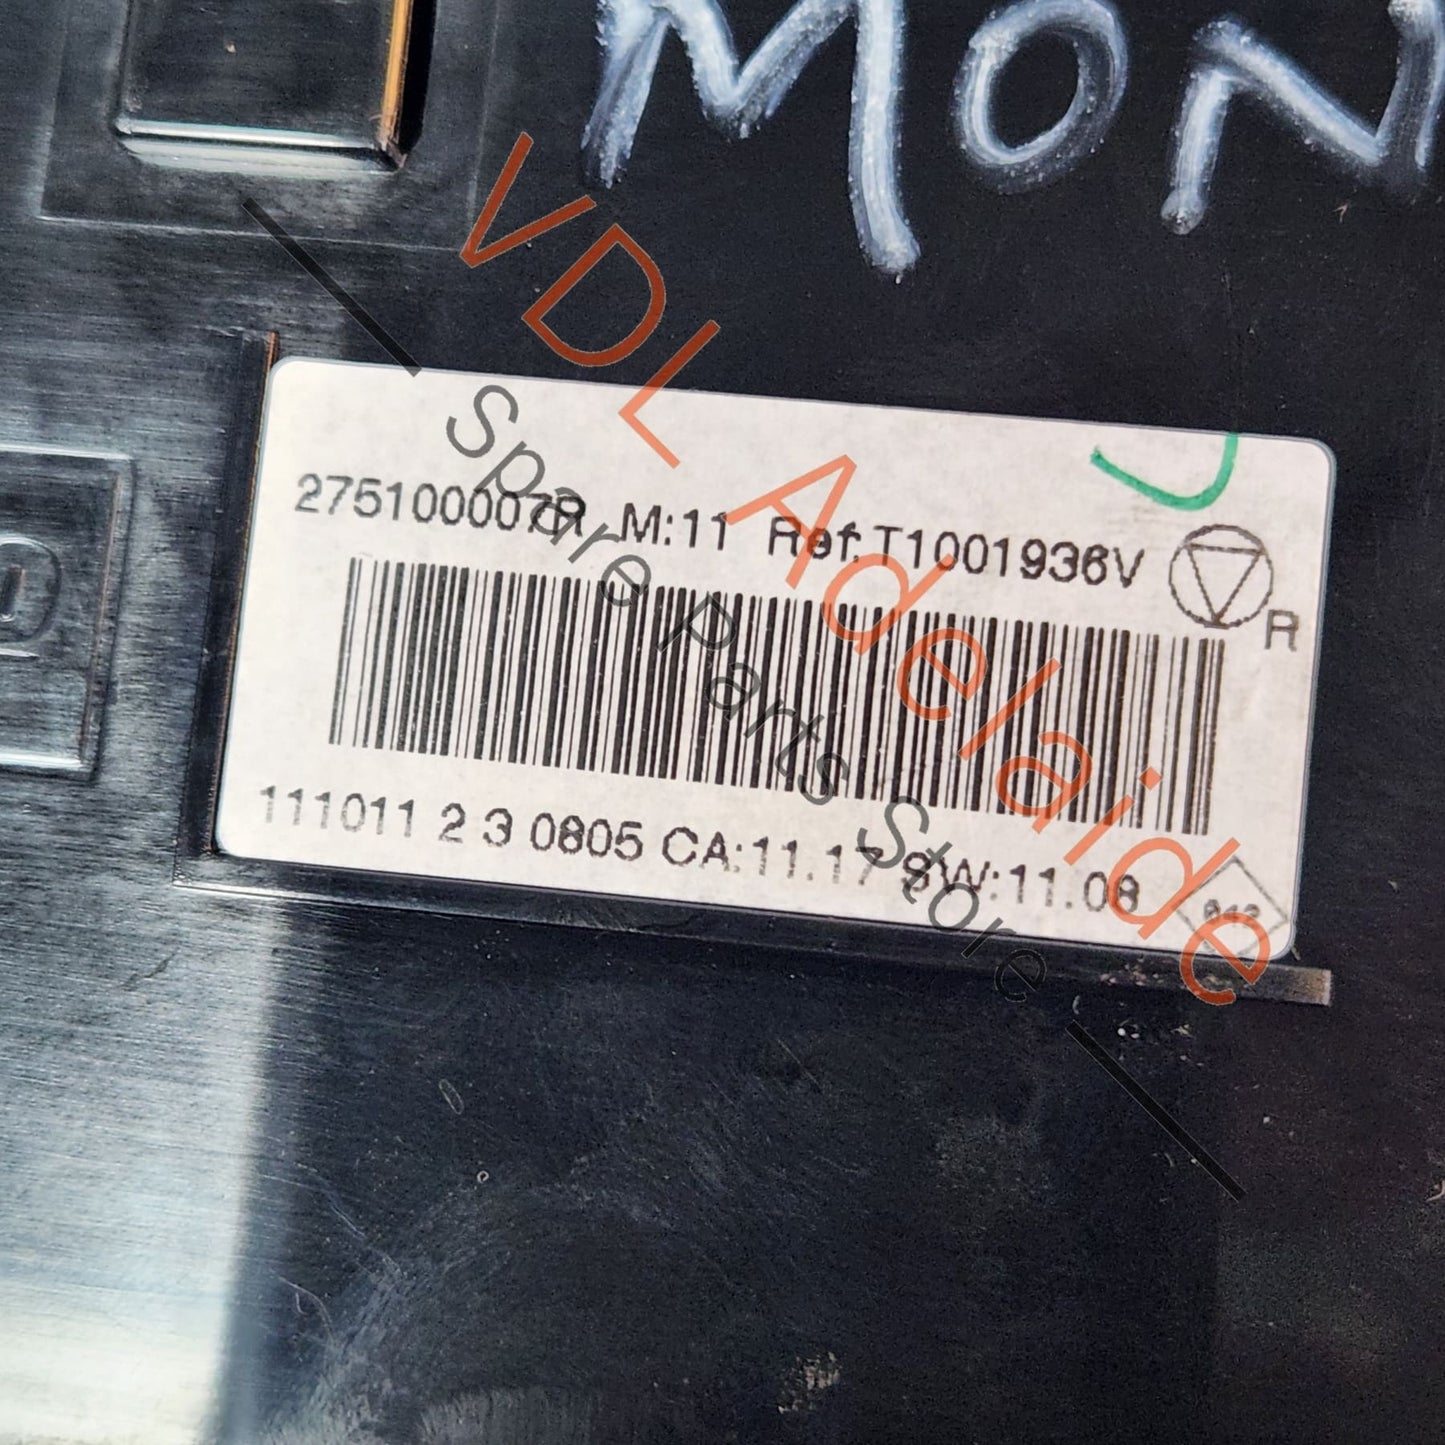 MON
VDL Adelaide
Spare Parts Store
275100007R M:11 Ref:T1001936V
R
111011 2 3 0805 CA:11.17 SW:11.08